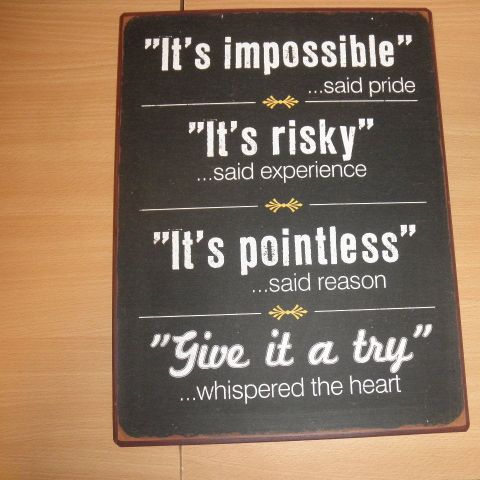 "It's impossible"
...said pride
"It's risky"
...said experience
"It's pointless"
...said reason
"Give it a try"
...whispered the heart